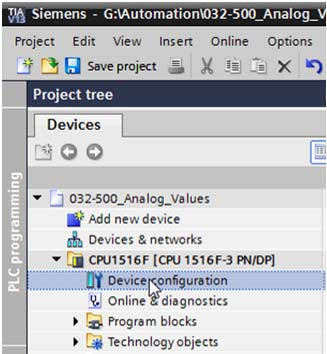 TIA
V13
Siemens - G:\Automation\032-500_Analog_V
Project Edit View Insert Online Options
Save project
Project tree
Devices
PLC programming
032-500_Analog_Values
Add new device
Devices & networks
CPU1516F [CPU 1516F-3 PN/DP]
Device configuration
Online & diagnostics
Program blocks
Technology objects